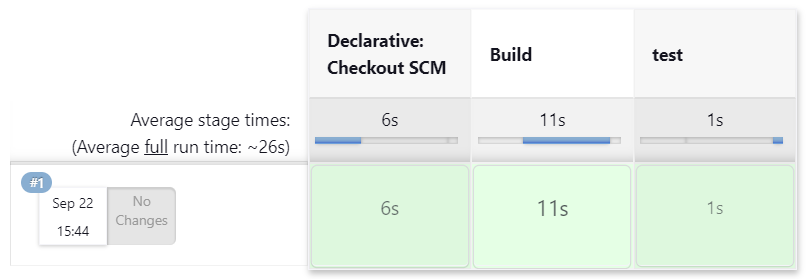 Declarative:
Checkout SCM
Build
test
Average stage times:
(Average full run time: ~26s)
6s
11s
1s
#1
Sep 22
15:44
No
Changes
6s
11s
1s